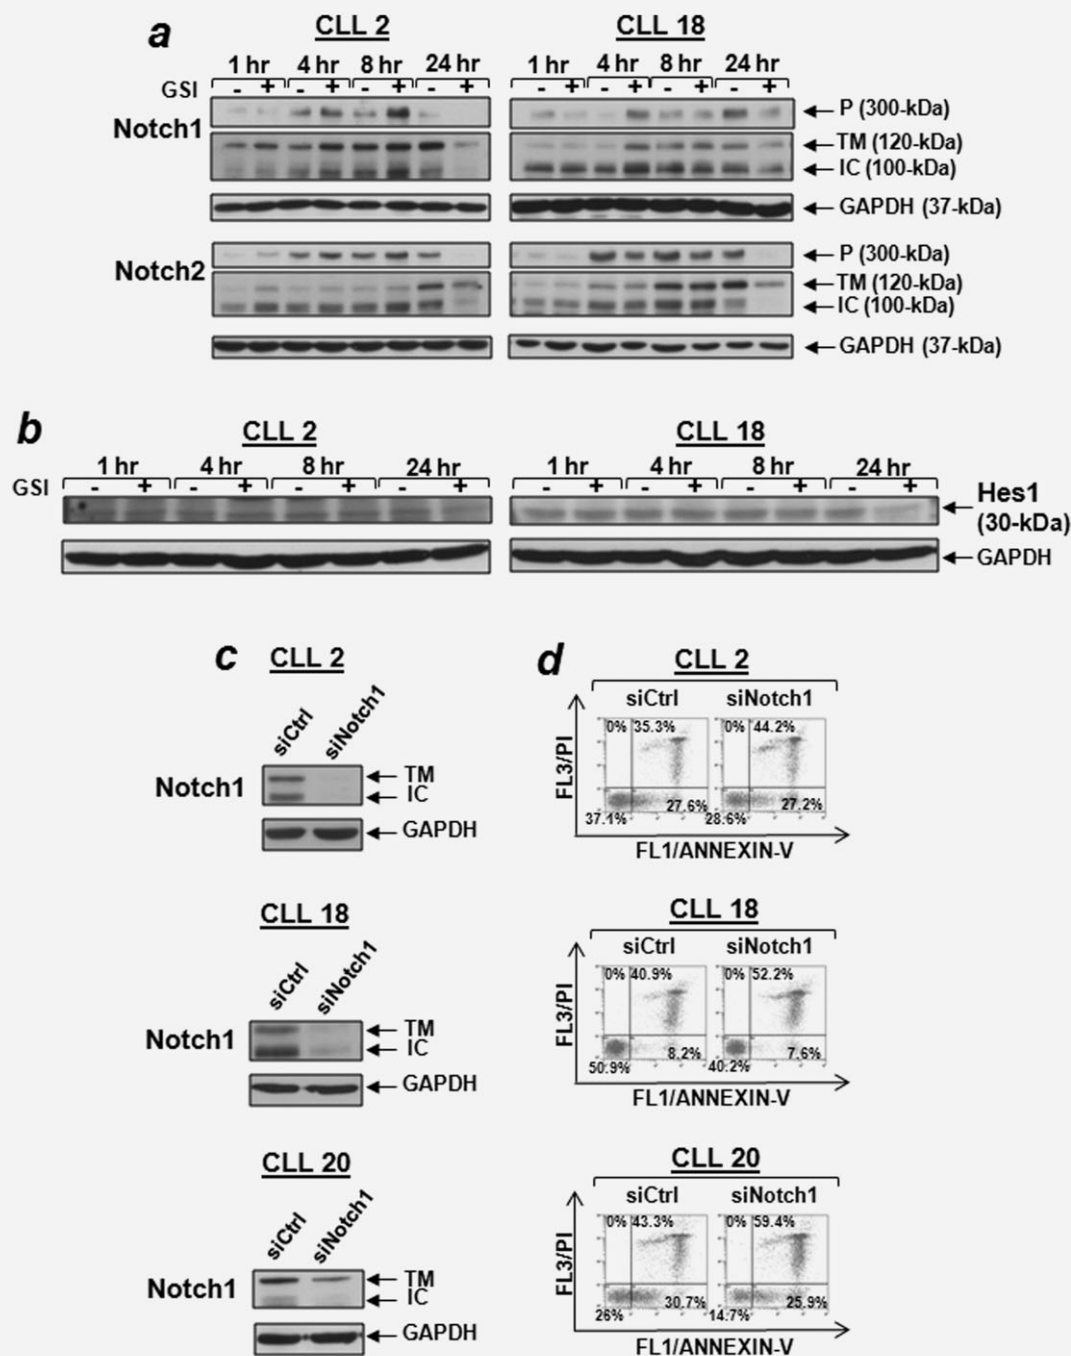 a
CLL 2 CLL 18
1 hr 4 hr 8 hr 24 hr 1 hr 4 hr 8 hr 24 hr
GSI - + - + - + - + - + - + - + - +
Notch1
P (300-kDa)
TM (120-kDa)
IC (100-kDa)
GAPDH (37-kDa)
Notch2
P (300-kDa)
TM (120-kDa)
IC (100-kDa)
GAPDH (37-kDa)
b
CLL 2 CLL 18
1 hr 4 hr 8 hr 24 hr 1 hr 4 hr 8 hr 24 hr
GSI - + - + - + - + - + - + - + - +
Hes1
(30-kDa)
GAPDH
c
CLL 2
siCtrl siNotch1
Notch1
TM
IC
GAPDH
CLL 18
siCtrl siNotch1
Notch1
TM
IC
GAPDH
CLL 20
siCtrl siNotch1
Notch1
TM
IC
GAPDH
d
CLL 2
siCtrl siNotch1
FL3/PI
0% 35.3% 0% 44.2%
27.6% 27.2%
37.1% 28.6%
FL1/ANNEXIN-V
CLL 18
siCtrl siNotch1
FL3/PI
0% 40.9% 0% 52.2%
8.2% 7.6%
50.9% 40.2%
FL1/ANNEXIN-V
CLL 20
siCtrl siNotch1
FL3/PI
0% 43.3% 0% 59.4%
30.7% 25.9%
26% 14.7%
FL1/ANNEXIN-V